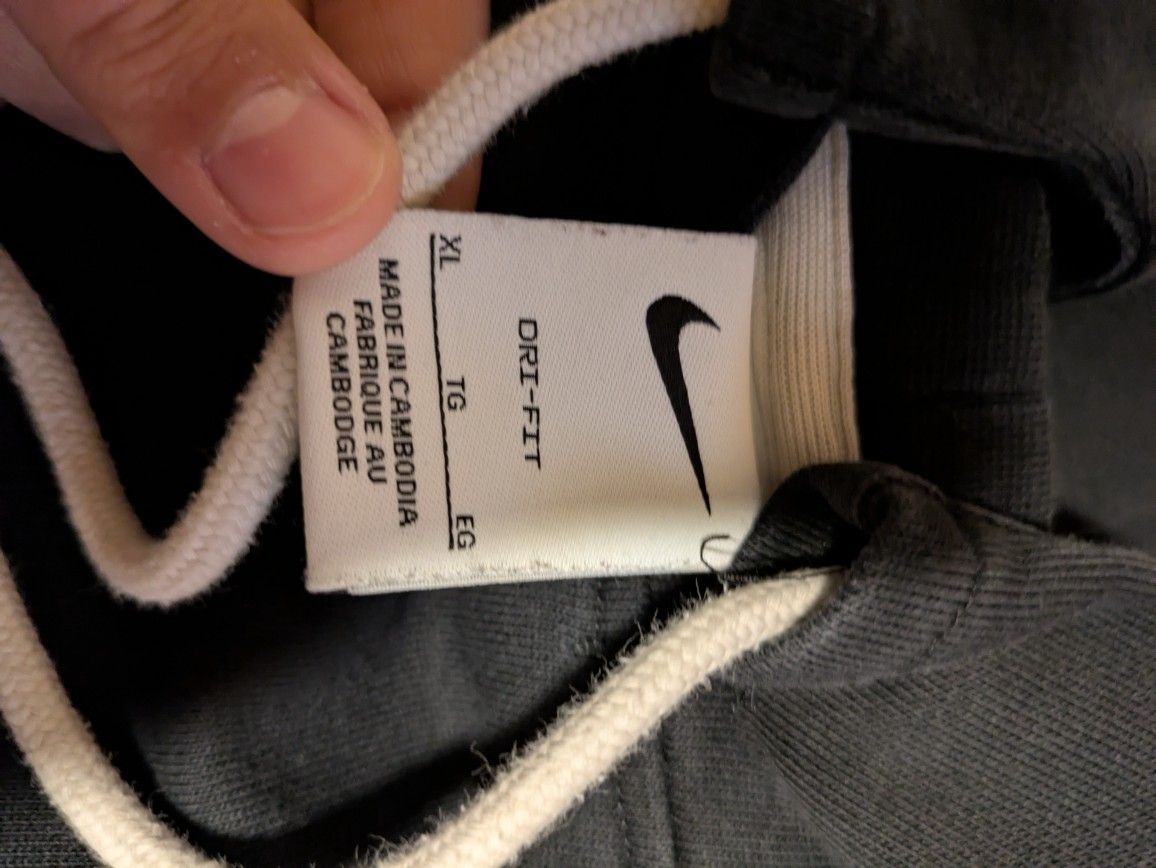 DRI-FIT
XL TG EG
MADE IN CAMBODIA
FABRIQUE AU
CAMBODGE